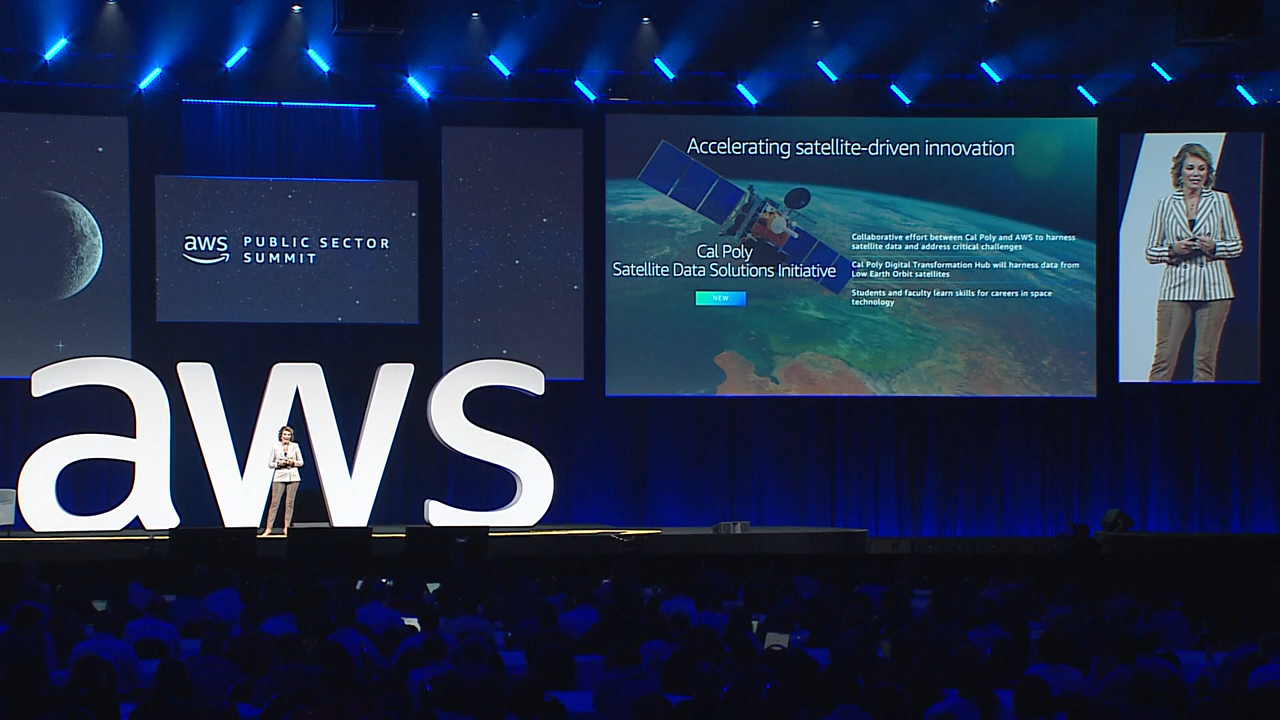 aws PUBLIC SECTOR
SUMMIT
Accelerating satellite-driven innovation
Cal Poly
Satellite Data Solutions Initiative
NEW
Collaborative effort between Cal Poly and AWS to harness
satellite data and address critical challenges
Cal Poly Digital Transformation Hub will harness data from
Low Earth Orbit satellites
Students and faculty learn skills for careers in space
technology
aws